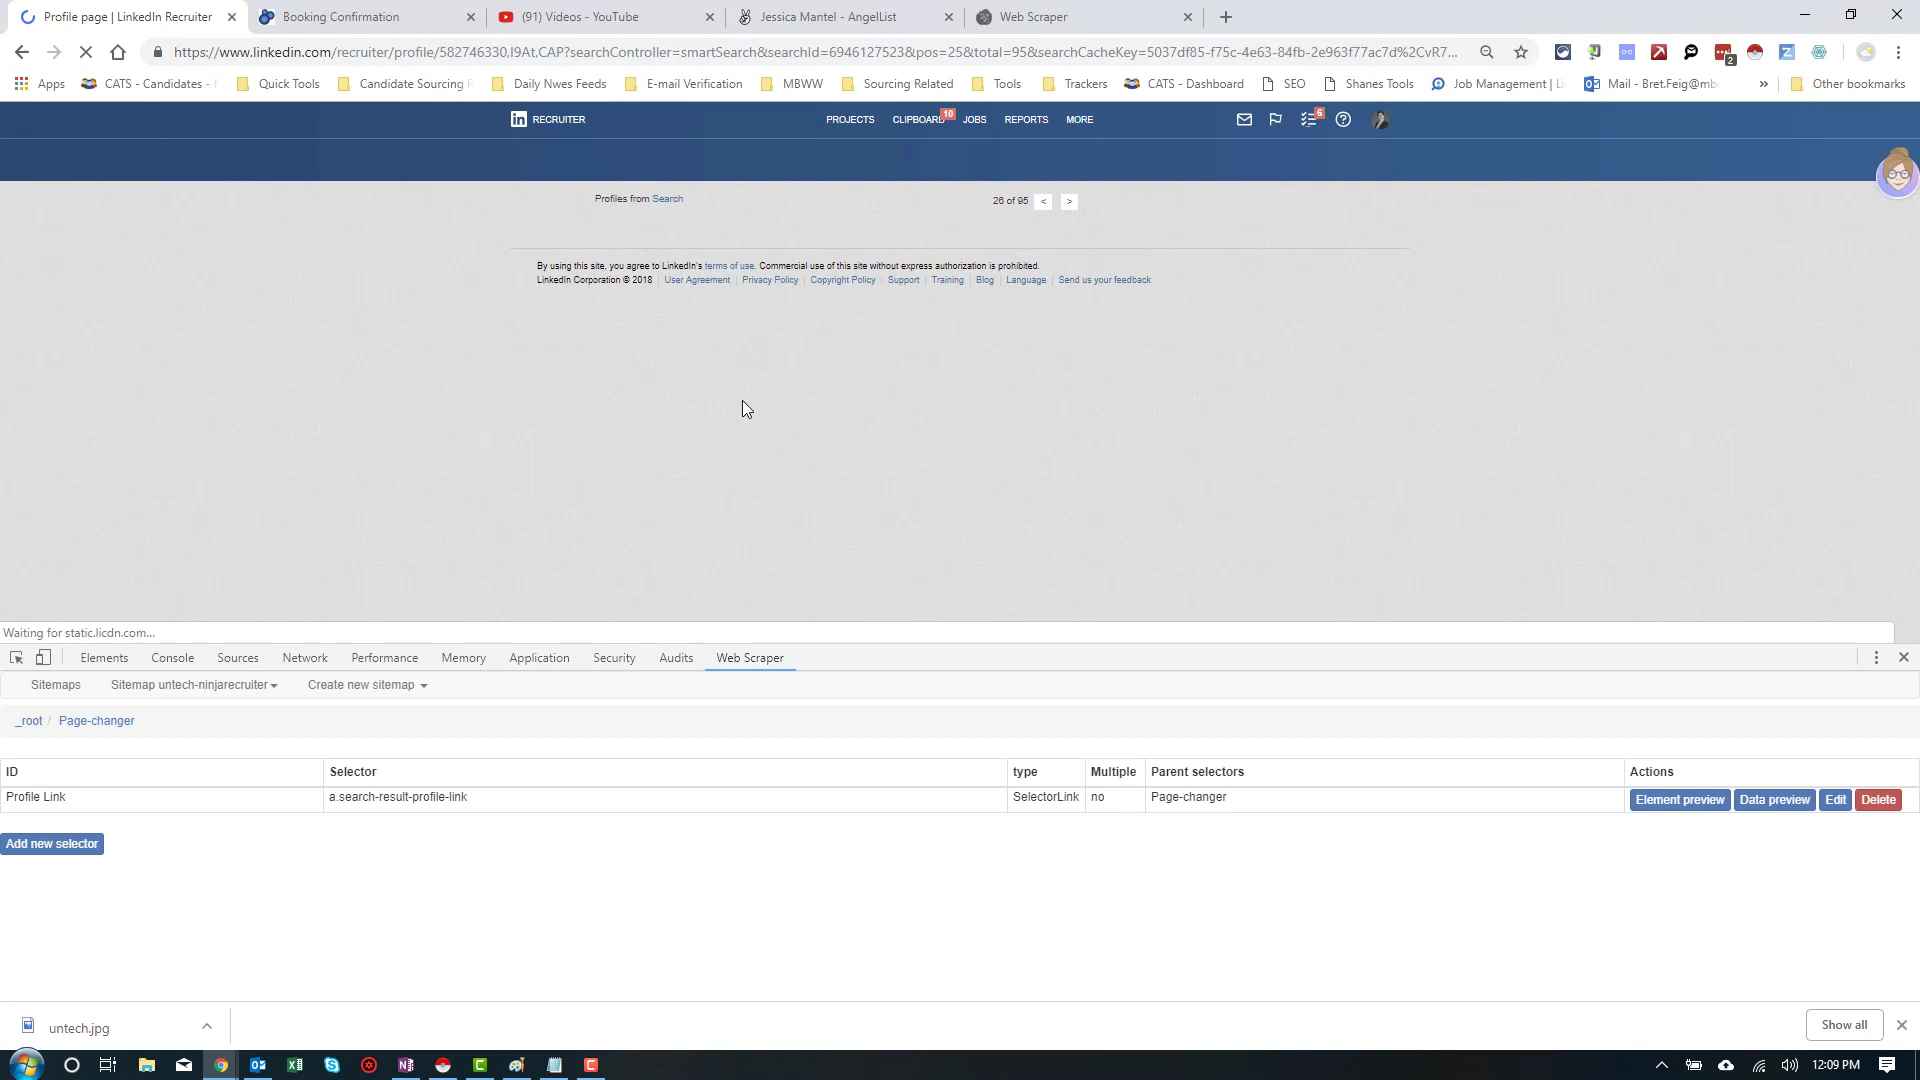 Profile page | LinkedIn Recruiter
Booking Confirmation
(91) Videos - YouTube
Jessica Mantel - AngelList
Web Scraper
https://www.linkedin.com/recruiter/profile/582746330,I9At,CAP?searchController=smartSearch&searchId=6946127523&pos=25&total=95&searchCacheKey=5037df85-f75c-4e63-84fb-2e963f77ac7d%2CvR7...
2
Apps
CATS - Candidates -
Quick Tools
Candidate Sourcing
Daily Nwes Feeds
E-mail Verification
MBWW
Sourcing Related
Tools
Trackers
CATS - Dashboard
SEO
Shanes Tools
Job Management | Li
Mail - Bret.Feig@mb
»
Other bookmarks
in RECRUITER
PROJECTS
CLIPBOARD 10
JOBS
REPORTS
MORE
6
Profiles from Search
26 of 95 < >
By using this site, you agree to LinkedIn's terms of use. Commercial use of this site without express authorization is prohibited.
LinkedIn Corporation © 2018 | User Agreement | Privacy Policy | Copyright Policy | Support | Training | Blog | Language | Send us your feedback
Waiting for static.licdn.com...
Elements Console Sources Network Performance Memory Application Security Audits Web Scraper
Sitemaps Sitemap untech-ninjarecruiter Create new sitemap
_root / Page-changer
ID Selector type Multiple Parent selectors Actions
Profile Link a.search-result-profile-link SelectorLink no Page-changer Element preview Data preview Edit Delete
Add new selector
untech.jpg
Show all
12:09 PM